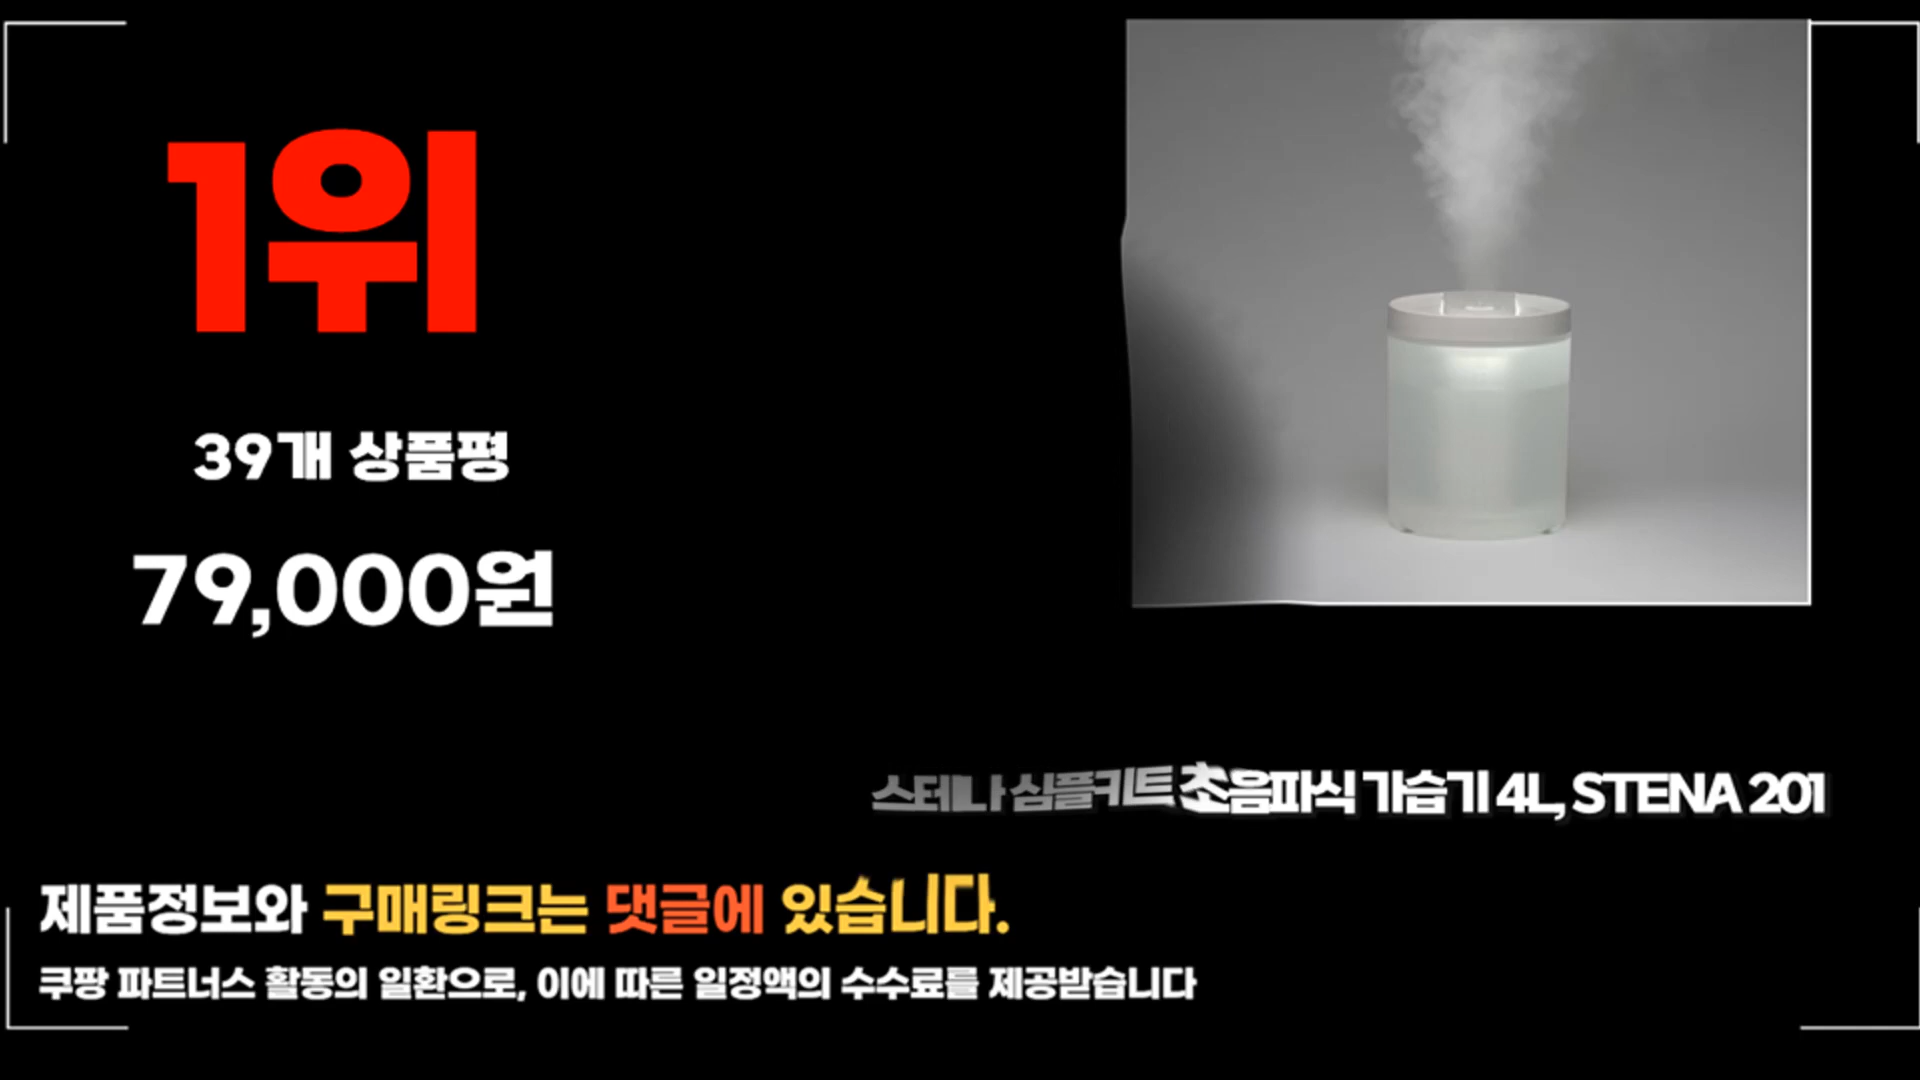 1위
39개 상품평
79,000원
스테나 심플키트 초음파식 가습기 4L, STENA 201
제품정보와 구매링크는 댓글에 있습니다.
쿠팡 파트너스 활동의 일환으로, 이에 따른 일정액의 수수료를 제공받습니다